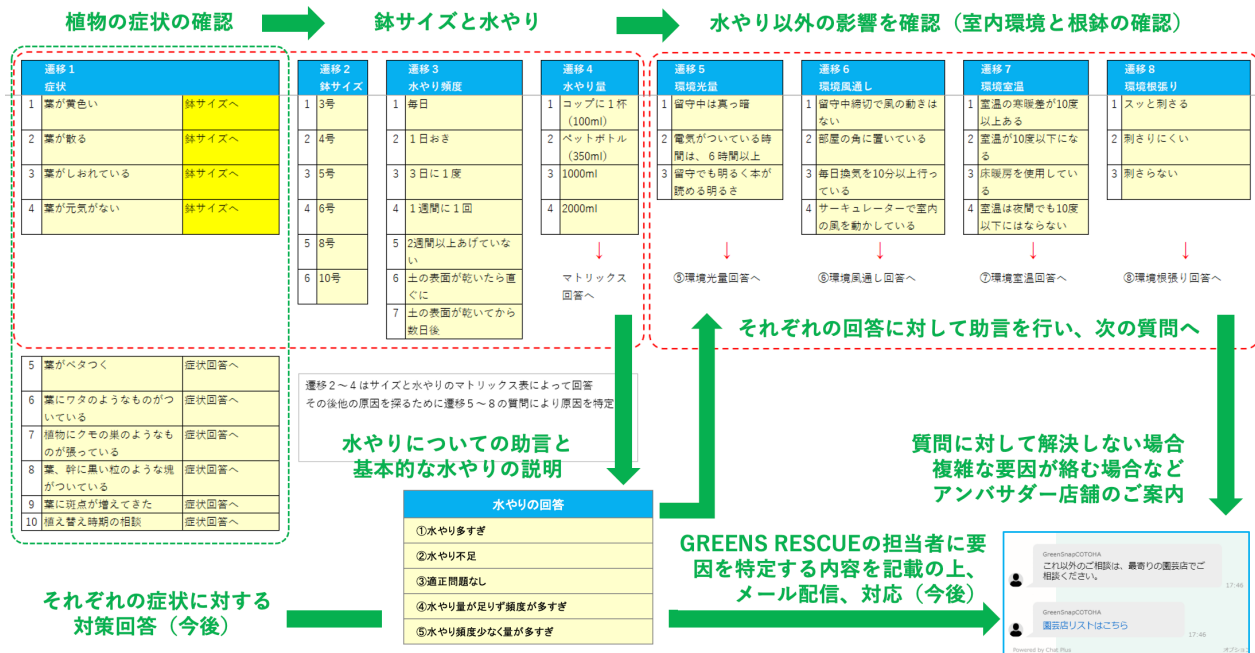 植物の症状の確認
鉢サイズと水やり
水やり以外の影響を確認（室内環境と根鉢の確認）
遷移１
症状
1 葉が黄色い 鉢サイズへ
2 葉が散る 鉢サイズへ
3 葉がしおれている 鉢サイズへ
4 葉が元気がない 鉢サイズへ
遷移２
鉢サイズ
1 3号
2 4号
3 5号
4 6号
5 8号
6 10号
遷移３
水やり頻度
1 毎日
2 １日おき
3 ３日に１度
4 １週間に１回
5 2週間以上あげていな
い
6 土の表面が乾いたら直
ぐに
7 土の表面が乾いてから
数日後
遷移４
水やり量
1 コップに１杯
（100ml）
2 ペットボトル
（350ml）
3 1000ml
4 2000ml
マトリックス
回答へ
遷移５
環境光量
1 留守中は真っ暗
2 電気がついている時
間は、６時間以上
3 留守でも明るく本が
読める明るさ
⑤環境光量回答へ
遷移６
環境風通し
1 留守中締切で風の動きは
ない
2 部屋の角に置いている
3 毎日換気を10分以上行っ
ている
4 サーキュレーターで室内
の風を動かしている
⑥環境風通し回答へ
遷移７
環境室温
1 室温の寒暖差が10度
以上ある
2 室温が10度以下にな
る
3 床暖房を使用してい
る
4 室温は夜間でも10度
以下にはならない
⑦環境室温回答へ
遷移８
環境根張り
1 スッと刺さる
2 刺さりにくい
3 刺さらない
⑧環境根張り回答へ
それぞれの回答に対して助言を行い、次の質問へ
5 葉がベタつく 症状回答へ
6 葉にワタのようなものがつ
いている 症状回答へ
7 植物にクモの巣のようなも
のが張っている 症状回答へ
8 葉、幹に黒い粒のような塊
がついている 症状回答へ
9 葉に斑点が増えてきた 症状回答へ
10 植え替え時期の相談 症状回答へ
遷移２～４はサイズと水やりのマトリックス表によって回答
その後他の原因を探るために遷移５～８の質問により原因を特定
水やりについての助言と
基本的な水やりの説明
質問に対して解決しない場合
複雑な要因が絡む場合など
アンバサダー店舗のご案内
水やりの回答
①水やり多すぎ
②水やり不足
③適正問題なし
④水やり量が足りず頻度が多すぎ
⑤水やり頻度少なく量が多すぎ
GREENS RESCUEの担当者に要
因を特定する内容を記載の上、
メール配信、対応（今後）
それぞれの症状に対する
対策回答（今後）
GreenSnapCOTOHA
これ以外のご相談は、最寄りの園芸店でご
相談ください。
17:46
GreenSnapCOTOHA
園芸店リストはこちら
17:46
Powered by Chat Plus
オプション